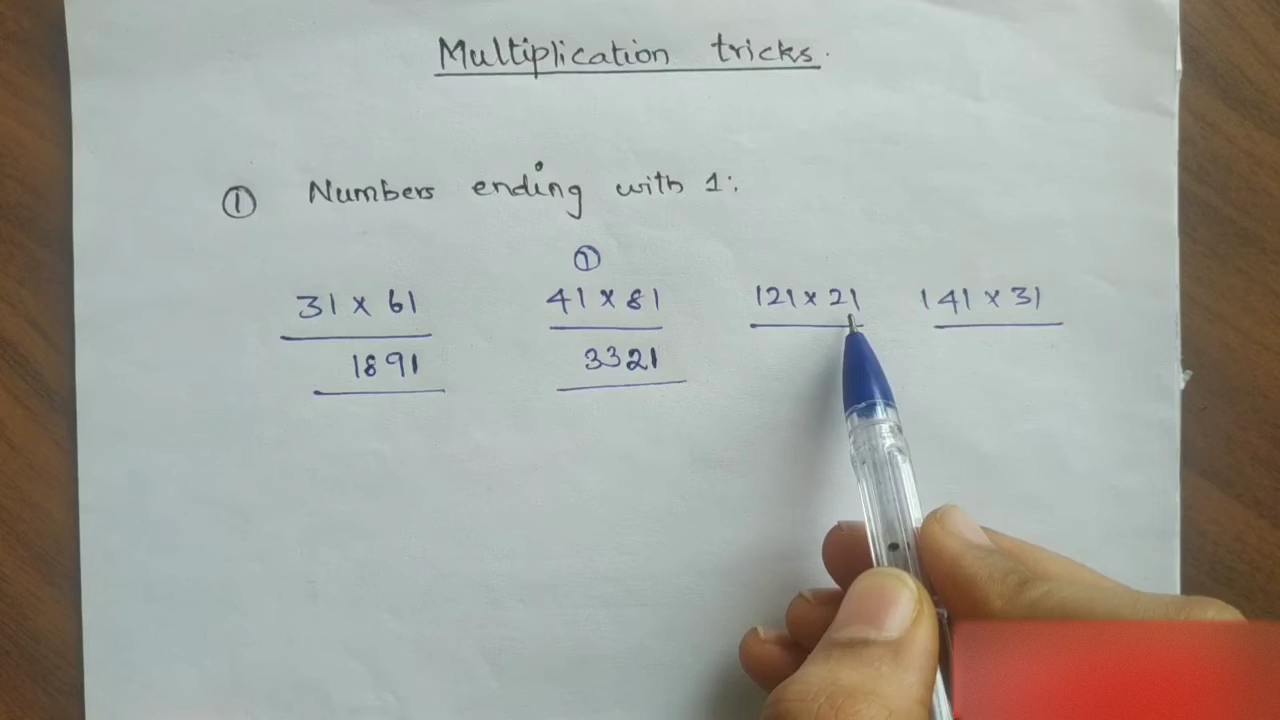 Multiplication tricks.
① Numbers ending with 1:
①
31 x 61 41 x 81 121 x 21 141 x 31
1891 3321